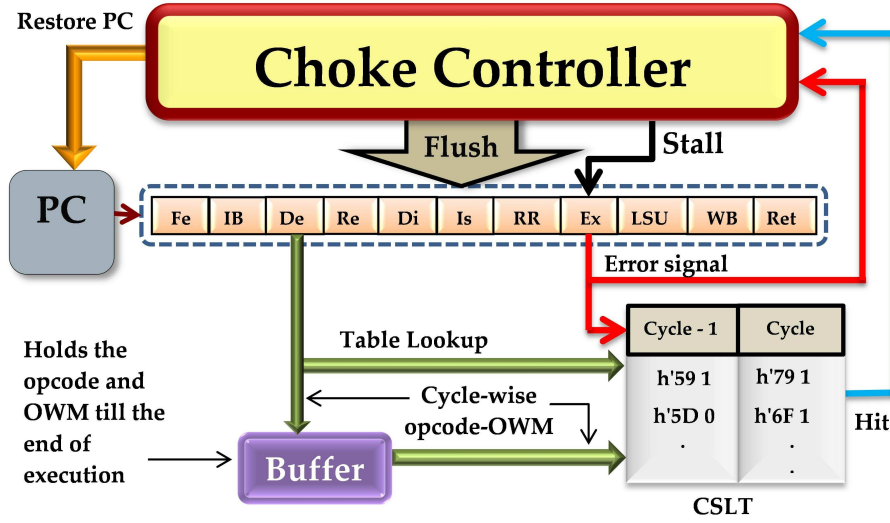 Restore PC
Choke Controller
Flush
Stall
PC
Fe IB De Re Di Is RR Ex LSU WB Ret
Error signal
Table Lookup
Cycle - 1 Cycle
h'59 1 h'79 1
h'5D 0 h'6F 1
. .
.
Hit
Holds the
opcode and
OWM till the
end of
execution
Cycle-wise
opcode-OWM
Buffer
CSLT